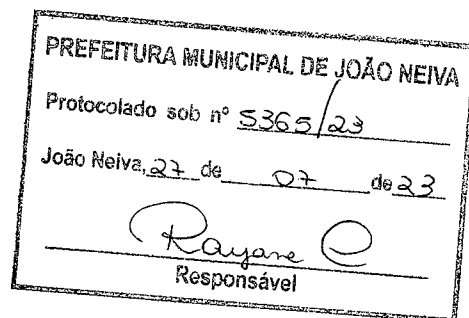 PREFEITURA MUNICIPAL DE JOÃO NEIVA
Protocolado sob nº 5365/23
João Neiva, 27 de 07 de 23
Rayane C
Responsável